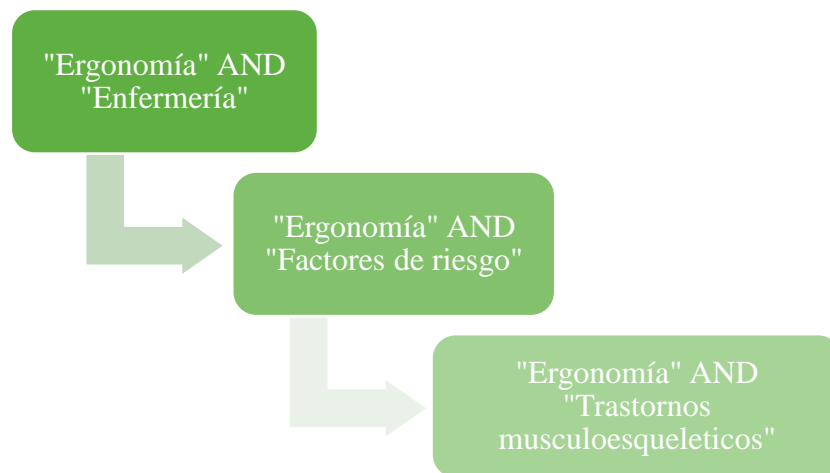 "Ergonomía" AND
"Enfermería"
"Ergonomía" AND
"Factores de riesgo"
"Ergonomía" AND
"Trastornos
musculoesqueleticos"